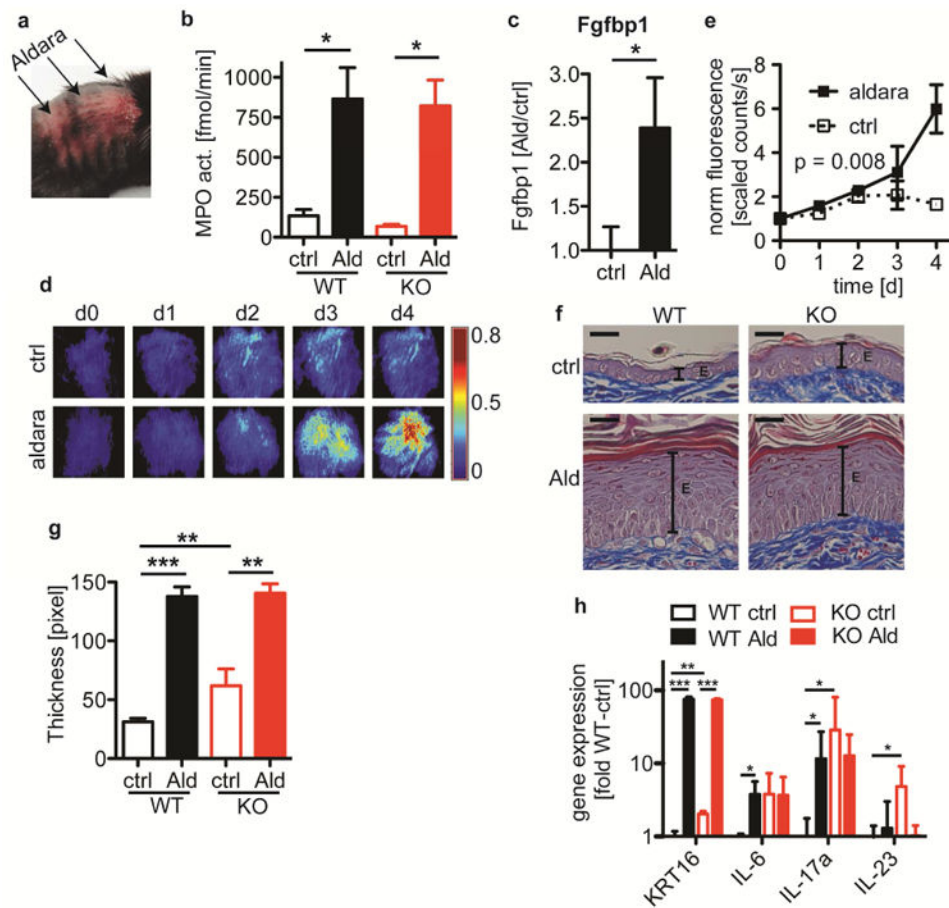 a
Aldara
b
MPO act. [fmol/min]
1000
750
500
250
0
*
*
ctrl Ald ctrl Ald
WT KO
c
Fgfbp1
Fgfbp1 [Ald/ctrl]
3.0
2.5
2.0
1.5
1.0
*
ctrl Ald
e
norm fluorescence
[scaled counts/s]
10
8
6
4
2
0
aldara
ctrl
p = 0.008
0 1 2 3 4
time [d]
d
d0 d1 d2 d3 d4
ctrl
aldara
0.8
0.5
0
f
WT KO
ctrl
E E
Ald
E E
g
Thickness [pixel]
150
100
50
0
**
*** **
ctrl Ald ctrl Ald
WT KO
h
WT ctrl KO ctrl
WT Ald KO Ald
gene expression
[fold WT-ctrl]
100
10
1
**
*** ***
*
*
*
*
KRT16 IL-6 IL-17a IL-23